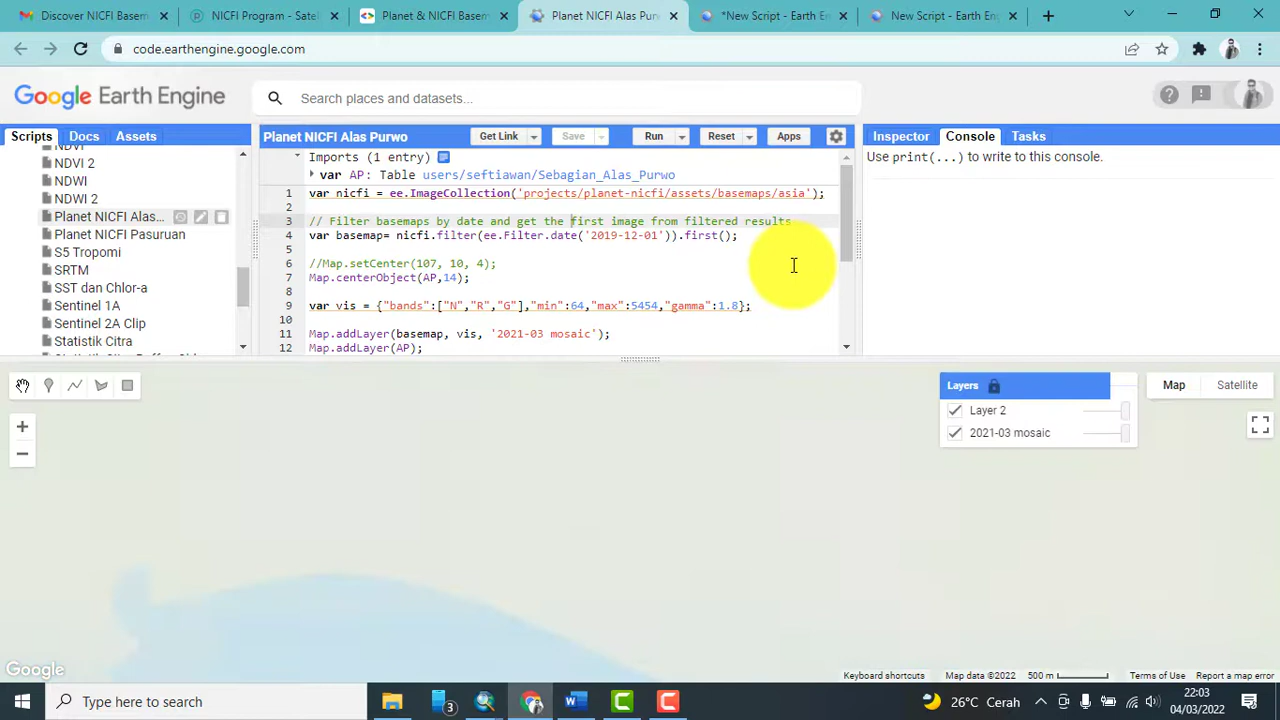 Discover NICFI Basem
NICFI Program - Satel
Planet & NICFI Basem
Planet NICFI Alas Pu
*New Script - Earth En
New Script - Earth Eng
code.earthengine.google.com
Google Earth Engine
Search places and datasets...
Scripts
Docs
Assets
NDVI
NDVI 2
NDWI
NDWI 2
Planet NICFI Alas...
Planet NICFI Pasuruan
S5 Tropomi
SRTM
SST dan Chlor-a
Sentinel 1A
Sentinel 2A Clip
Statistik Citra
Planet NICFI Alas Purwo
Get Link
Save
Run
Reset
Apps
Imports (1 entry)
var AP: Table users/seftiawan/Sebagian_Alas_Purwo
1 var nicfi = ee.ImageCollection('projects/planet-nicfi/assets/basemaps/asia');
2
3 // Filter basemaps by date and get the first image from filtered results
4 var basemap= nicfi.filter(ee.Filter.date('2019-12-01')).first();
5
6 //Map.setCenter(107, 10, 4);
7 Map.centerObject(AP,14);
8
9 var vis = {"bands":["N","R","G"],"min":64,"max":5454,"gamma":1.8};
10
11 Map.addLayer(basemap, vis, '2021-03 mosaic');
12 Map.addLayer(AP);
Inspector
Console
Tasks
Use print(...) to write to this console.
Layers
Layer 2
2021-03 mosaic
Map
Satellite
Google
Keyboard shortcuts
Map data ©2022
500 m
Terms of Use
Report a map error
Type here to search
3
26°C Cerah
22:03
04/03/2022
3